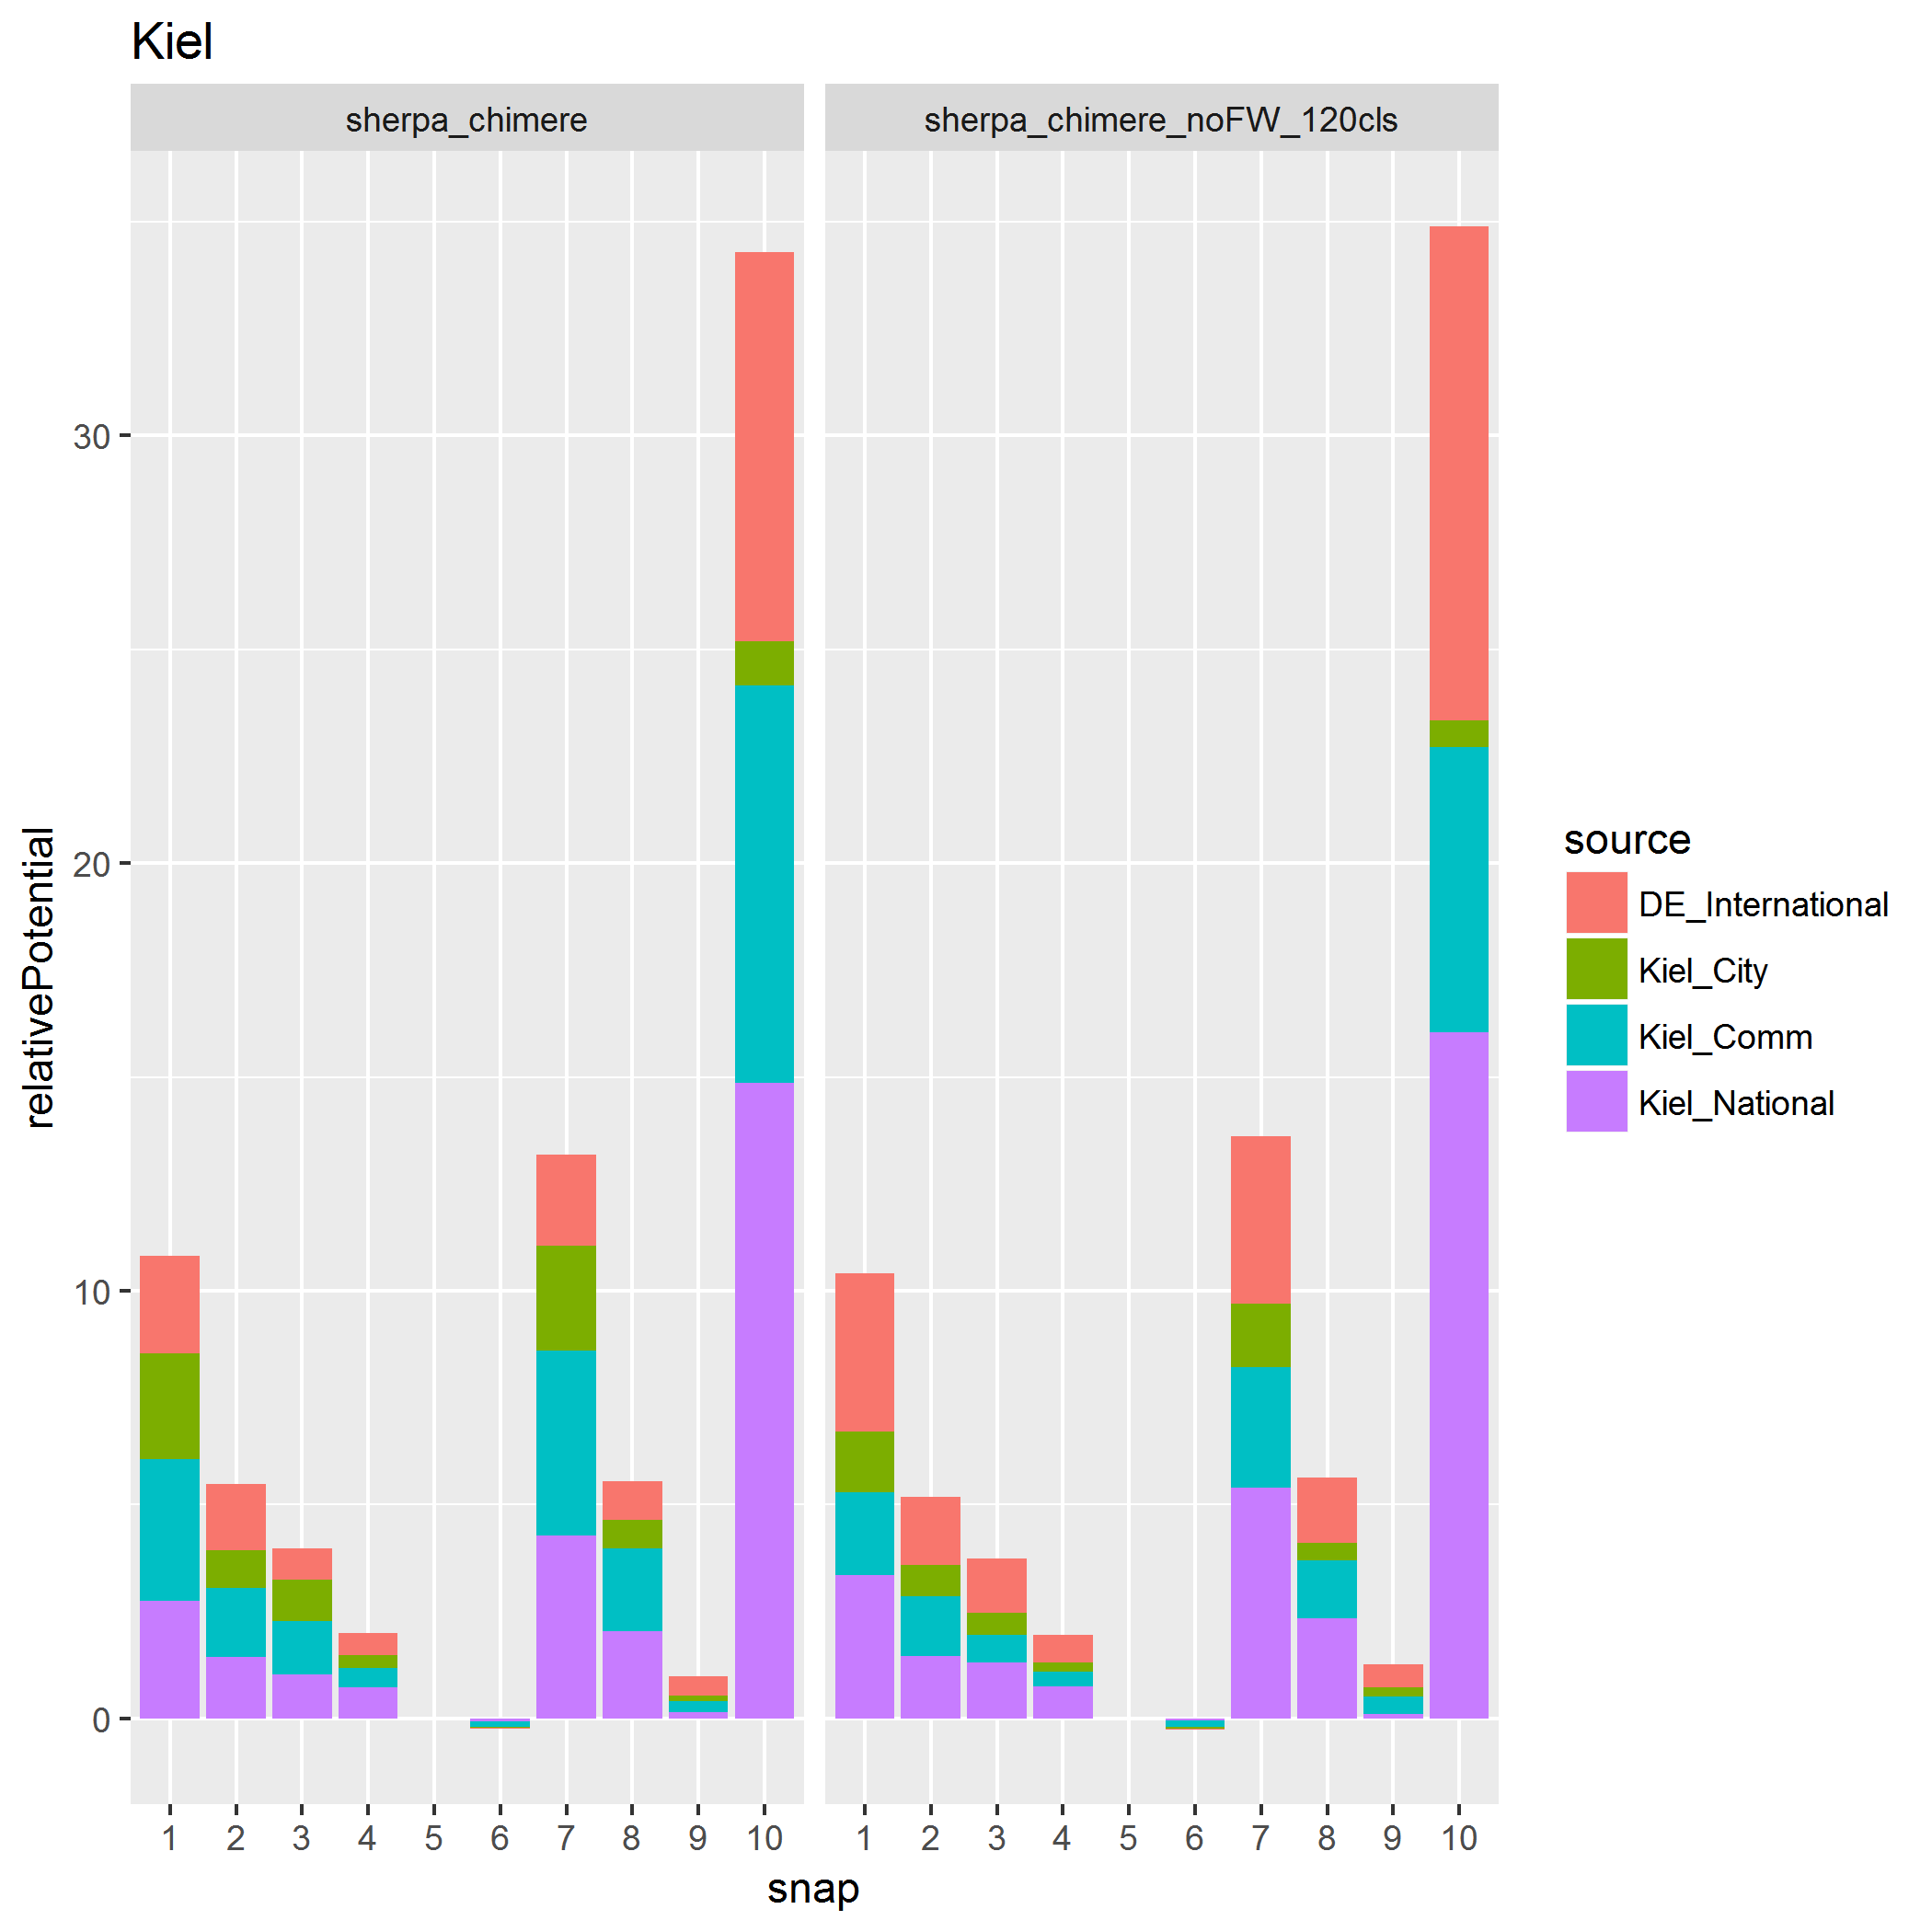 Kiel
sherpa_chimere
sherpa_chimere_noFW_120cls
30
20
10
0
relativePotential
1 2 3 4 5 6 7 8 9 10
1 2 3 4 5 6 7 8 9 10
snap
source
DE_International
Kiel_City
Kiel_Comm
Kiel_National